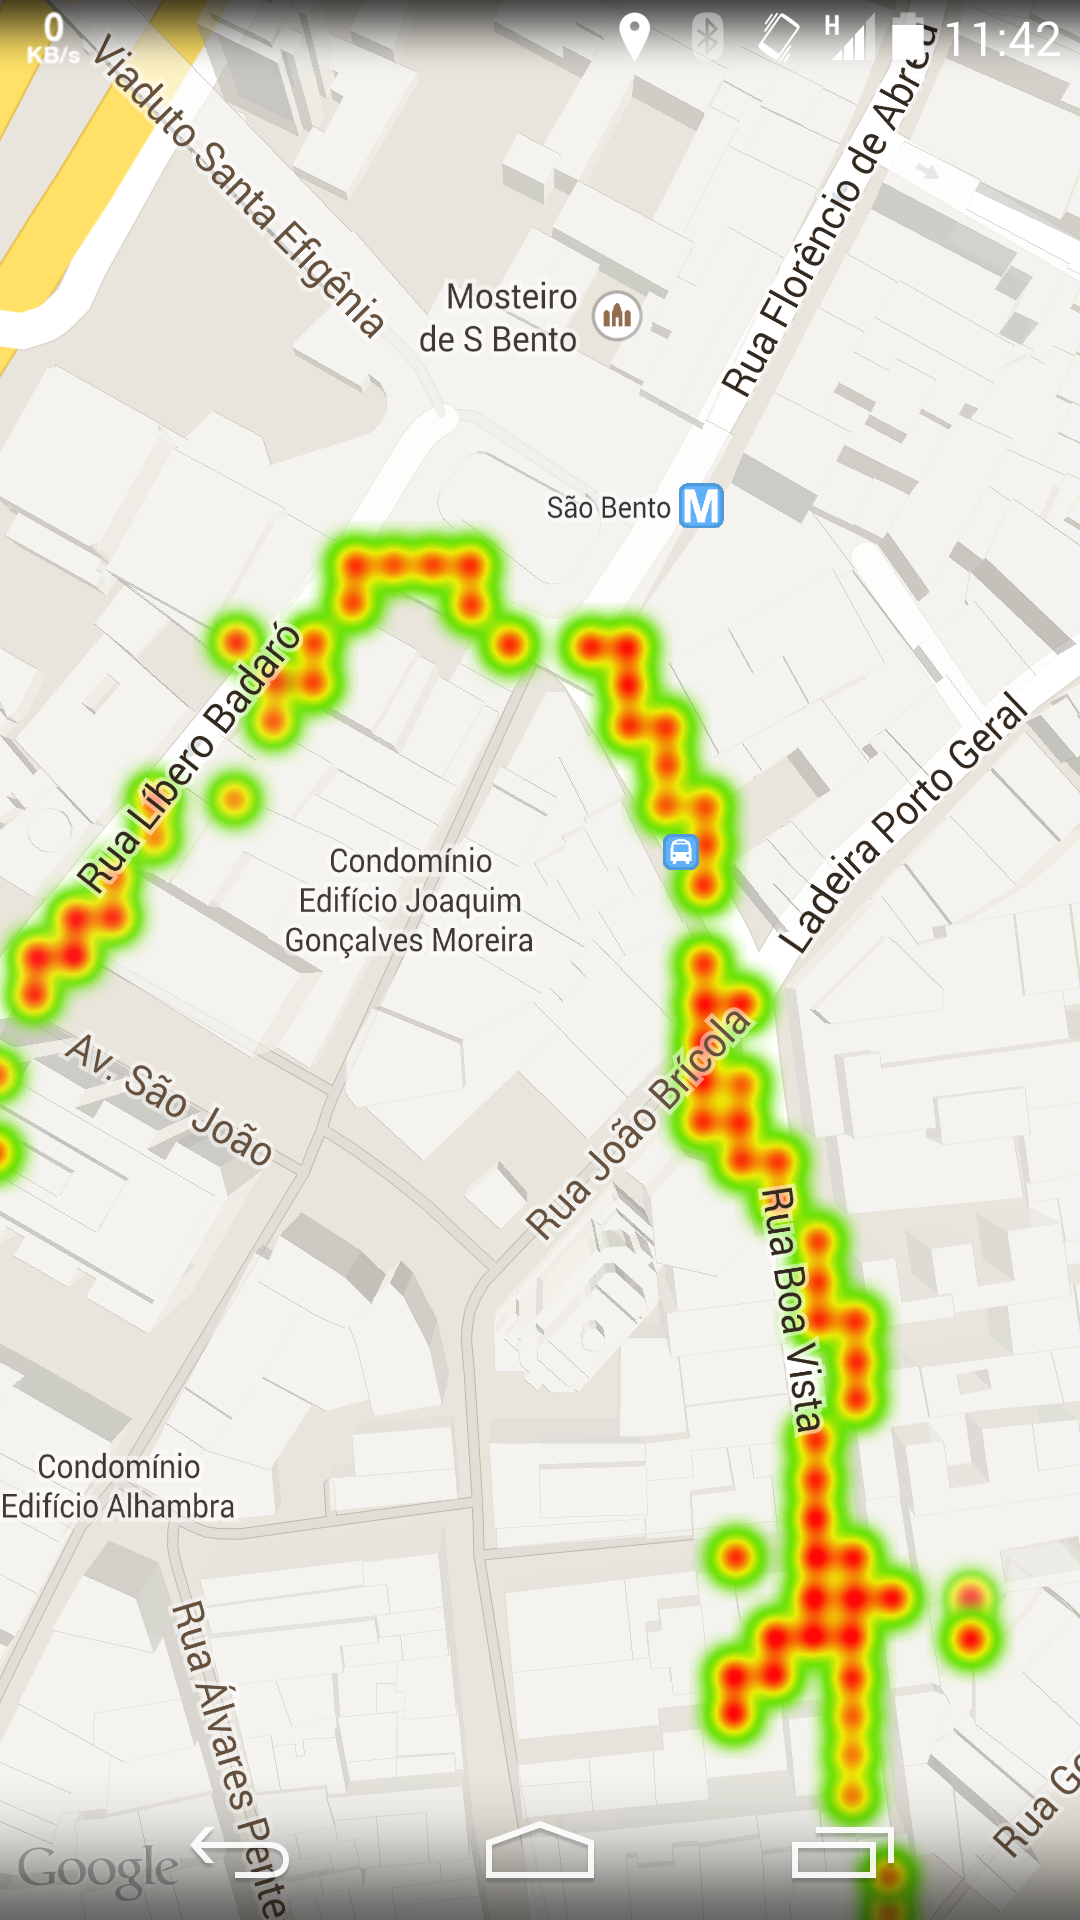 0
KB/s
H
11:42
Viaduto Santa Efigênia
Rua Florêncio de Abreu
Mosteiro
de S Bento
São Bento
M
Rua Líbero Badaró
Ladeira Porto Geral
Condomínio
Edifício Joaquim
Gonçalves Moreira
Av. São João
Rua João Brícola
Rua Boa Vista
Condomínio
Edifício Alhambra
Rua Álvares Pente
Rua Ge
Google